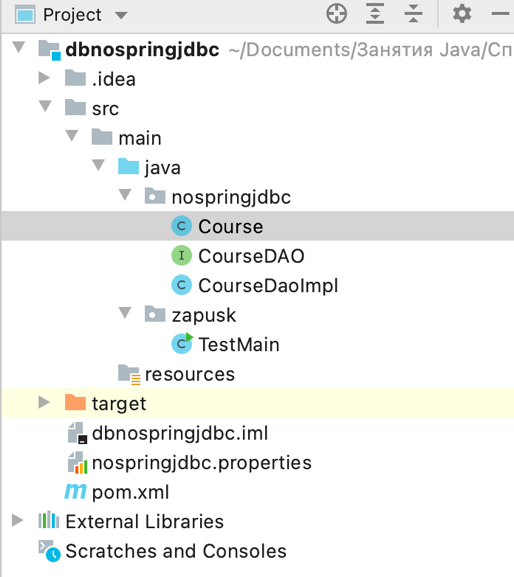 Project
dbnospringjdbc ~/Documents/Занятия Java/Сп
.idea
src
main
java
nospringjdbc
C Course
I CourseDAO
C CourseDaoImpl
zapusk
C TestMain
resources
target
dbnospringjdbc.iml
nospringjdbc.properties
m pom.xml
External Libraries
Scratches and Consoles